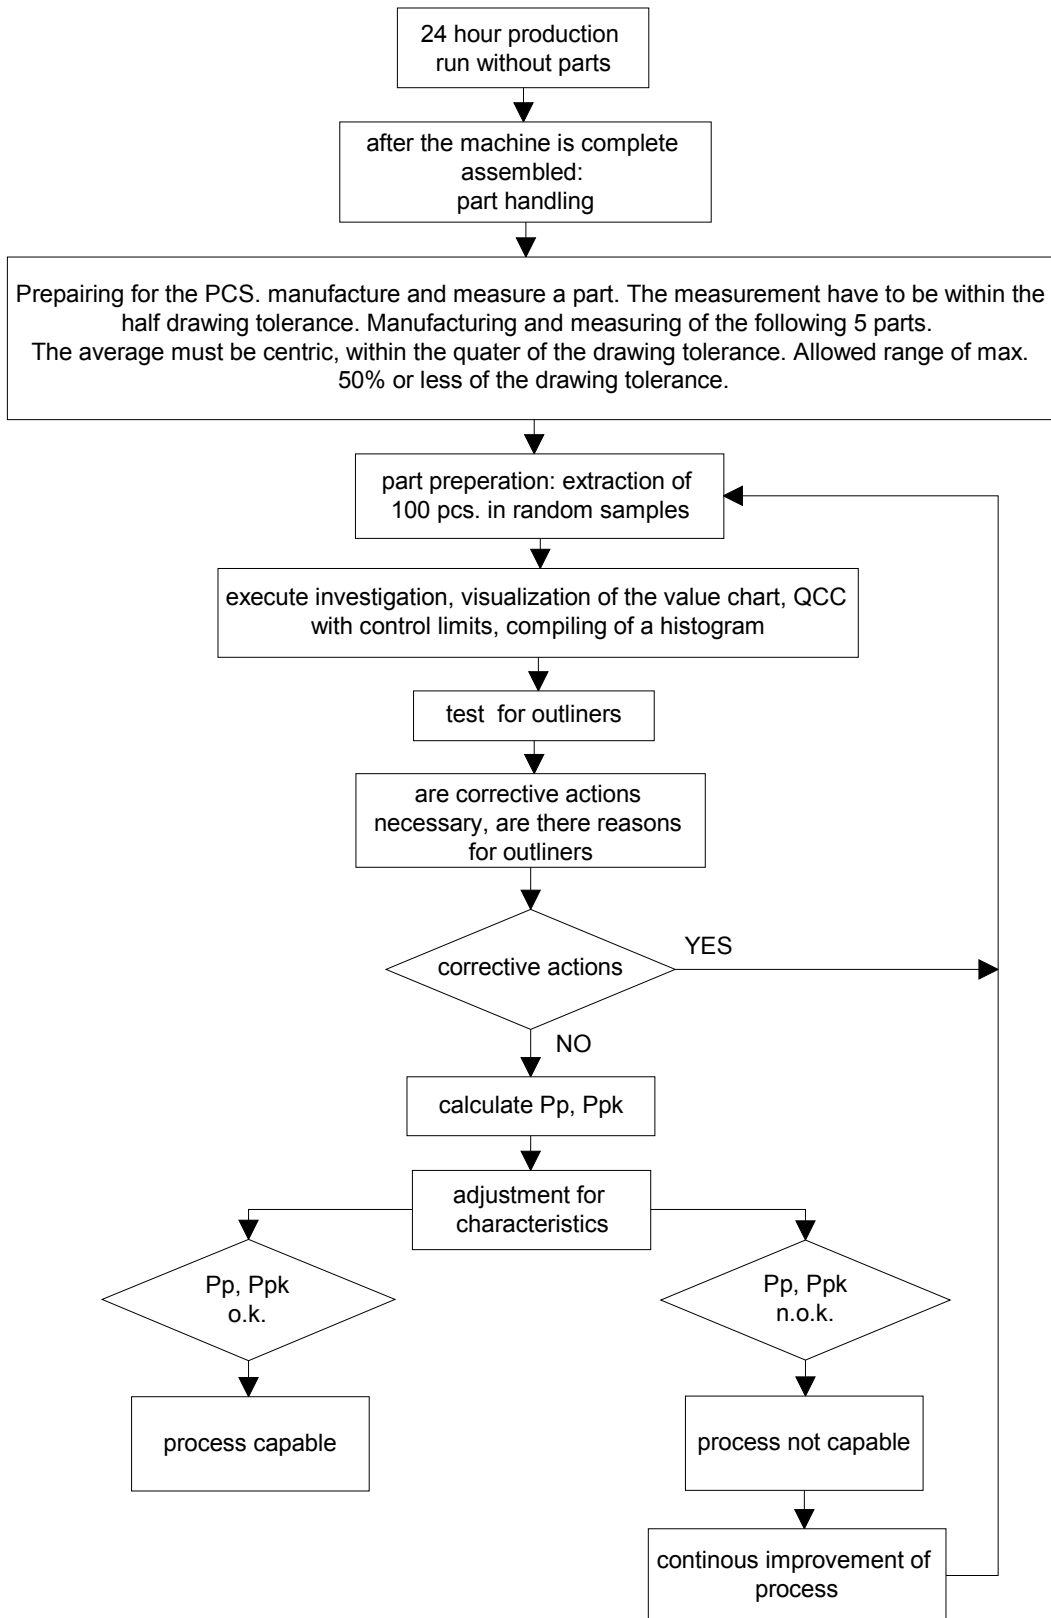 24 hour production
run without parts
after the machine is complete
assembled:
part handling
Prepairing for the PCS. manufacture and measure a part. The measurement have to be within the
half drawing tolerance. Manufacturing and measuring of the following 5 parts.
The average must be centric, within the quater of the drawing tolerance. Allowed range of max.
50% or less of the drawing tolerance.
part preperation: extraction of
100 pcs. in random samples
execute investigation, visualization of the value chart, QCC
with control limits, compiling of a histogram
test  for outliners
are corrective actions
necessary, are there reasons
for outliners
corrective actions
YES
NO
calculate Pp, Ppk
adjustment for
characteristics
Pp, Ppk
o.k.
Pp, Ppk
n.o.k.
process capable
process not capable
continous improvement of
process